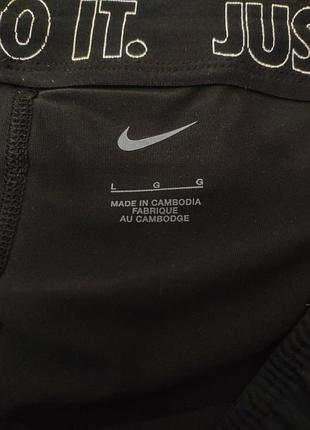 O IT. JUS
L G G
MADE IN CAMBODIA
FABRIQUE
AU CAMBODGE